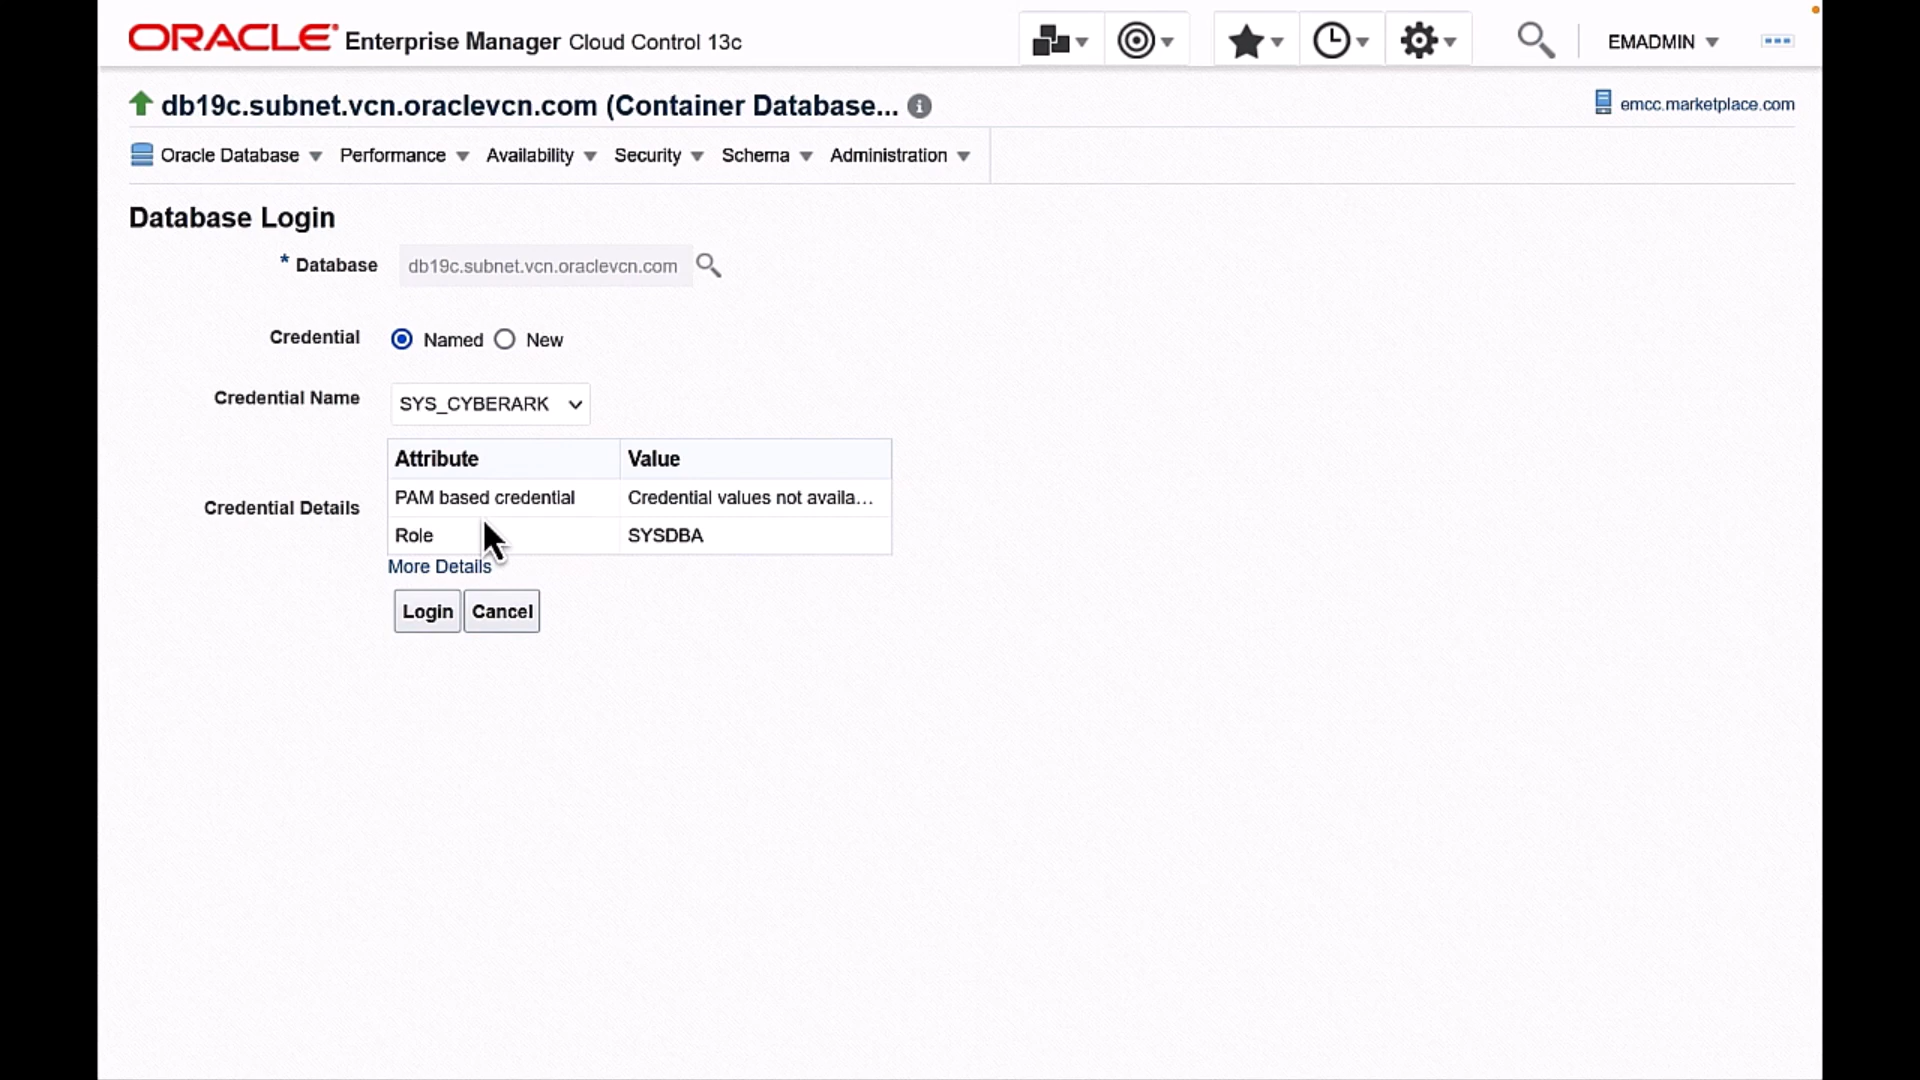 ORACLE Enterprise Manager Cloud Control 13c
EMADMIN
db19c.subnet.vcn.oraclevcn.com (Container Database...
emcc.marketplace.com
Oracle Database Performance Availability Security Schema Administration
Database Login
* Database db19c.subnet.vcn.oraclevcn.com
Credential Named New
Credential Name SYS_CYBERARK
Attribute Value
PAM based credential Credential values not availa...
Credential Details
Role SYSDBA
More Details
Login Cancel